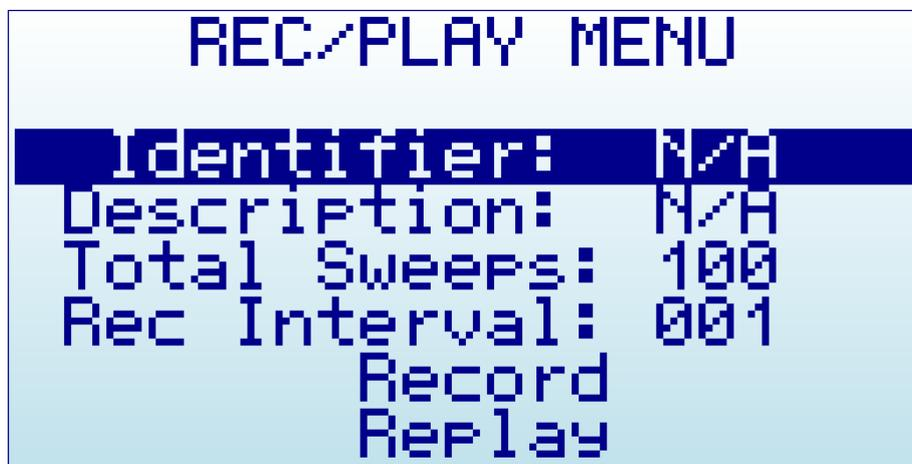 REC/PLAY MENU
Identifier: N/A
Description: N/A
Total Sweeps: 100
Rec Interval: 001
Record
Replay